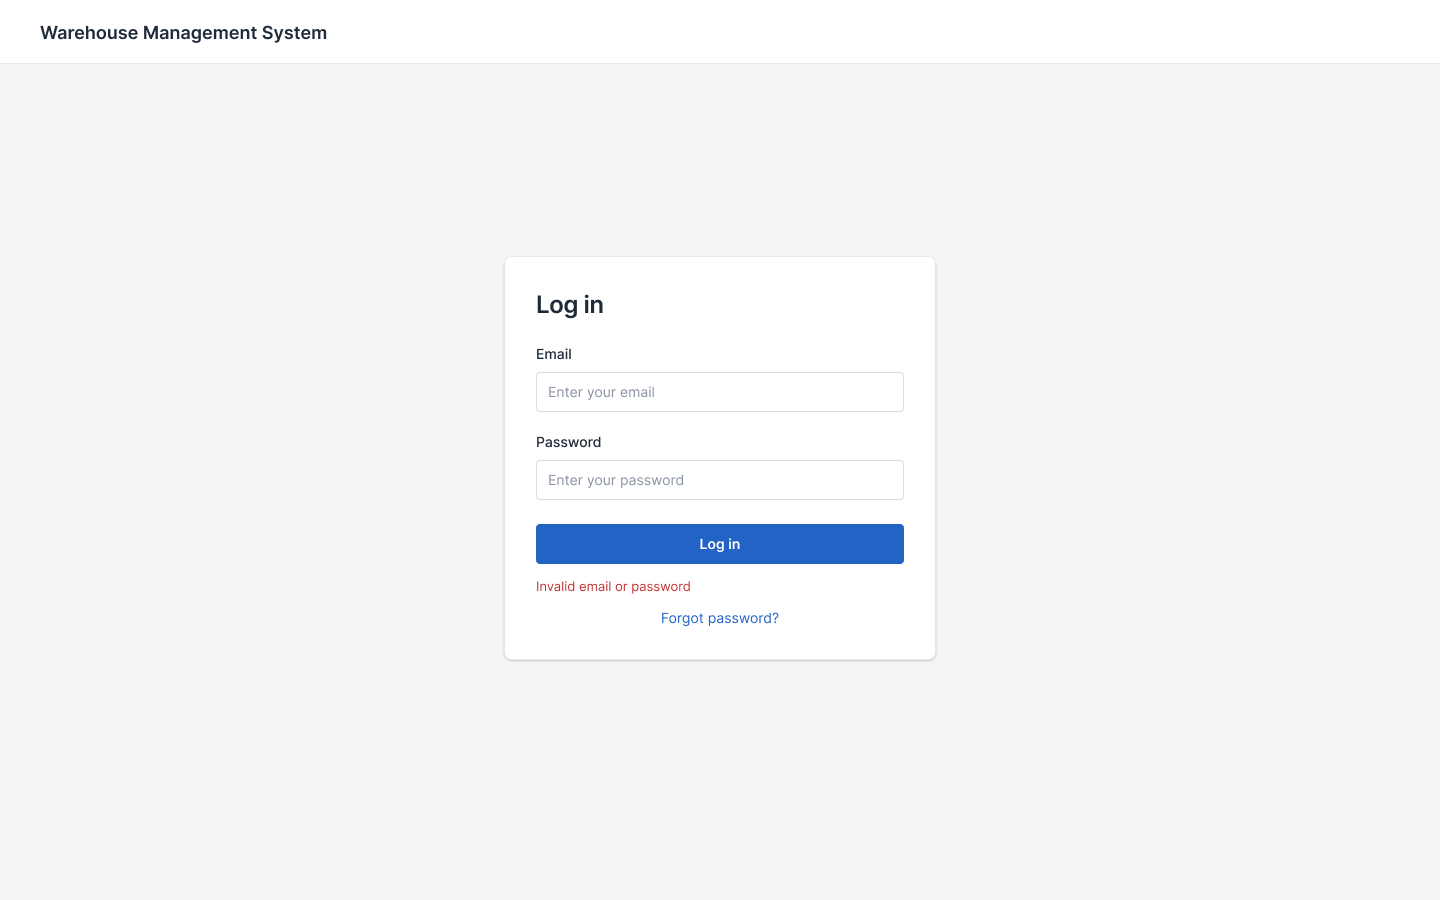 Warehouse Management System
Log in
Email
Enter your email
Password
Enter your password
Log in
Invalid email or password
Forgot password?